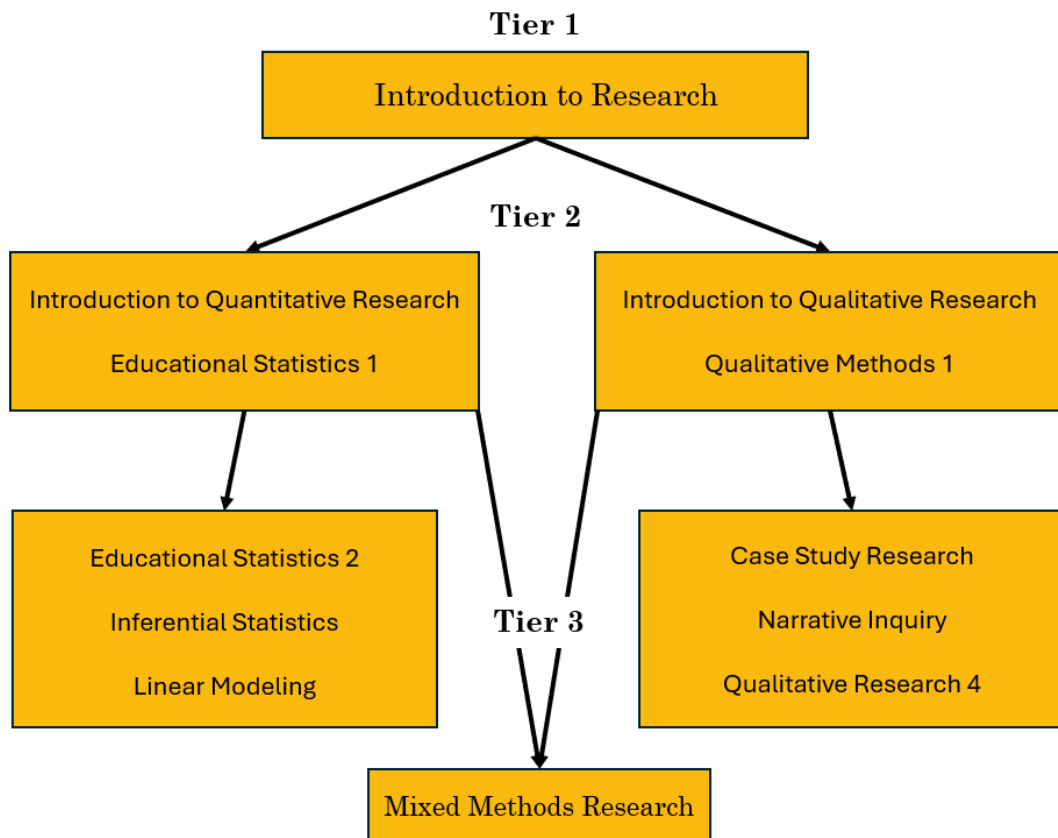 Tier 1
Introduction to Research
Tier 2
Introduction to Quantitative Research
Educational Statistics 1
Introduction to Qualitative Research
Qualitative Methods 1
Educational Statistics 2
Inferential Statistics
Linear Modeling
Tier 3
Case Study Research
Narrative Inquiry
Qualitative Research 4
Mixed Methods Research